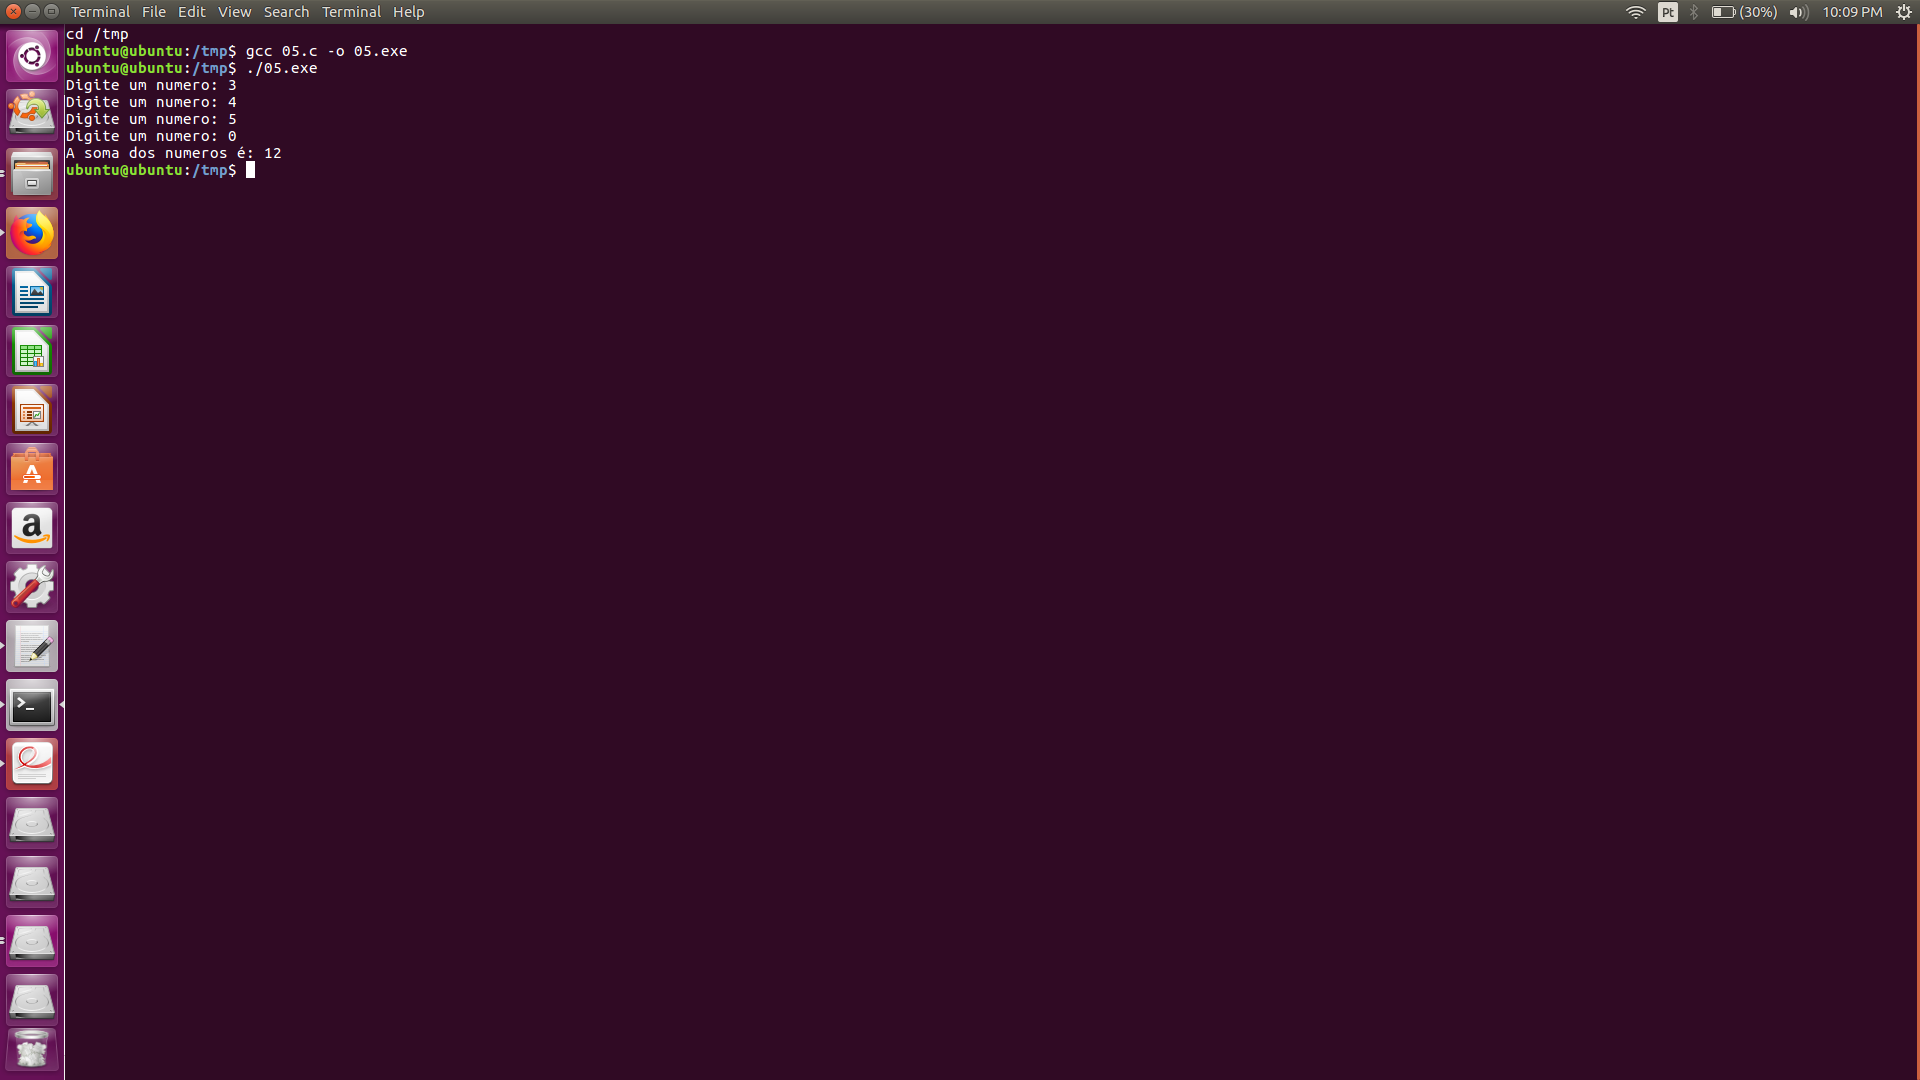 Terminal File Edit View Search Terminal Help
Pt (30%) 10:09 PM
cd /tmp
ubuntu@ubuntu:/tmp$ gcc 05.c -o 05.exe
ubuntu@ubuntu:/tmp$ ./05.exe
Digite um numero: 3
Digite um numero: 4
Digite um numero: 5
Digite um numero: 0
A soma dos numeros é: 12
ubuntu@ubuntu:/tmp$